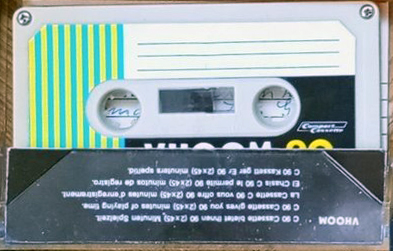 Compact
Cassette
VHOOM 90
VHOOM
C 90 Cassette bietet Ihnen 90 (2x45) Minuten Spielzeit.
C 90 Cassette gives you 90 (2x45) minutes of playing time.
La Cassette C 90 vous offre 90 (2x45) minutes d'enregistrement.
El Chasis C 90 le permite 90 (2x45) minutos de registro.
C 90 Kassett ger Er 90 (2x45) minuters speltid.